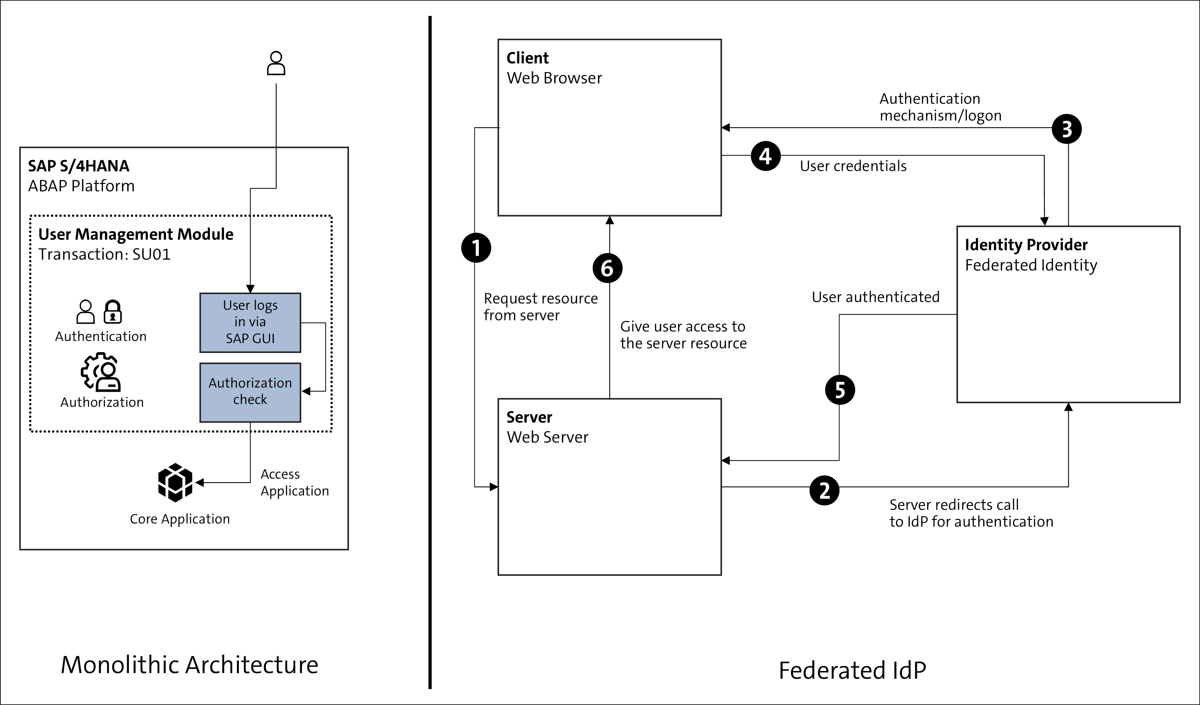 SAP S/4HANA
ABAP Platform
User Management Module
Transaction: SU01
Authentication
Authorization
User logs
in via
SAP GUI
Authorization
check
Access
Application
Core Application
Monolithic Architecture
Client
Web Browser
Authentication
mechanism/logon
3
4
User credentials
1
Request resource
from server
6
Give user access to
the server resource
Identity Provider
Federated Identity
User authenticated
5
Server
Web Server
2
Server redirects call
to IdP for authentication
Federated IdP